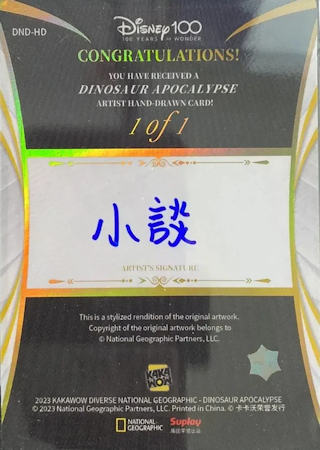 DND-HD
Disney100
100 YEARS OF WONDER
CONGRATULATIONS!
YOU HAVE RECEIVED A
DINOSAUR APOCALYPSE
ARTIST HAND-DRAWN CARD!
1 of 1
小談
ARTIST'S SIGNATURE
This is a stylized rendition of the original artwork.
Copyright of the original artwork belongs to
© National Geographic Partners, LLC.
KAKAWOW
2023 KAKAWOW DIVERSE NATIONAL GEOGRAPHIC - DINOSAUR APOCALYPSE
© 2023 National Geographic Partners, LLC. Printed in China. © 卡卡沃荣誉发行
NATIONAL GEOGRAPHIC
Suplay